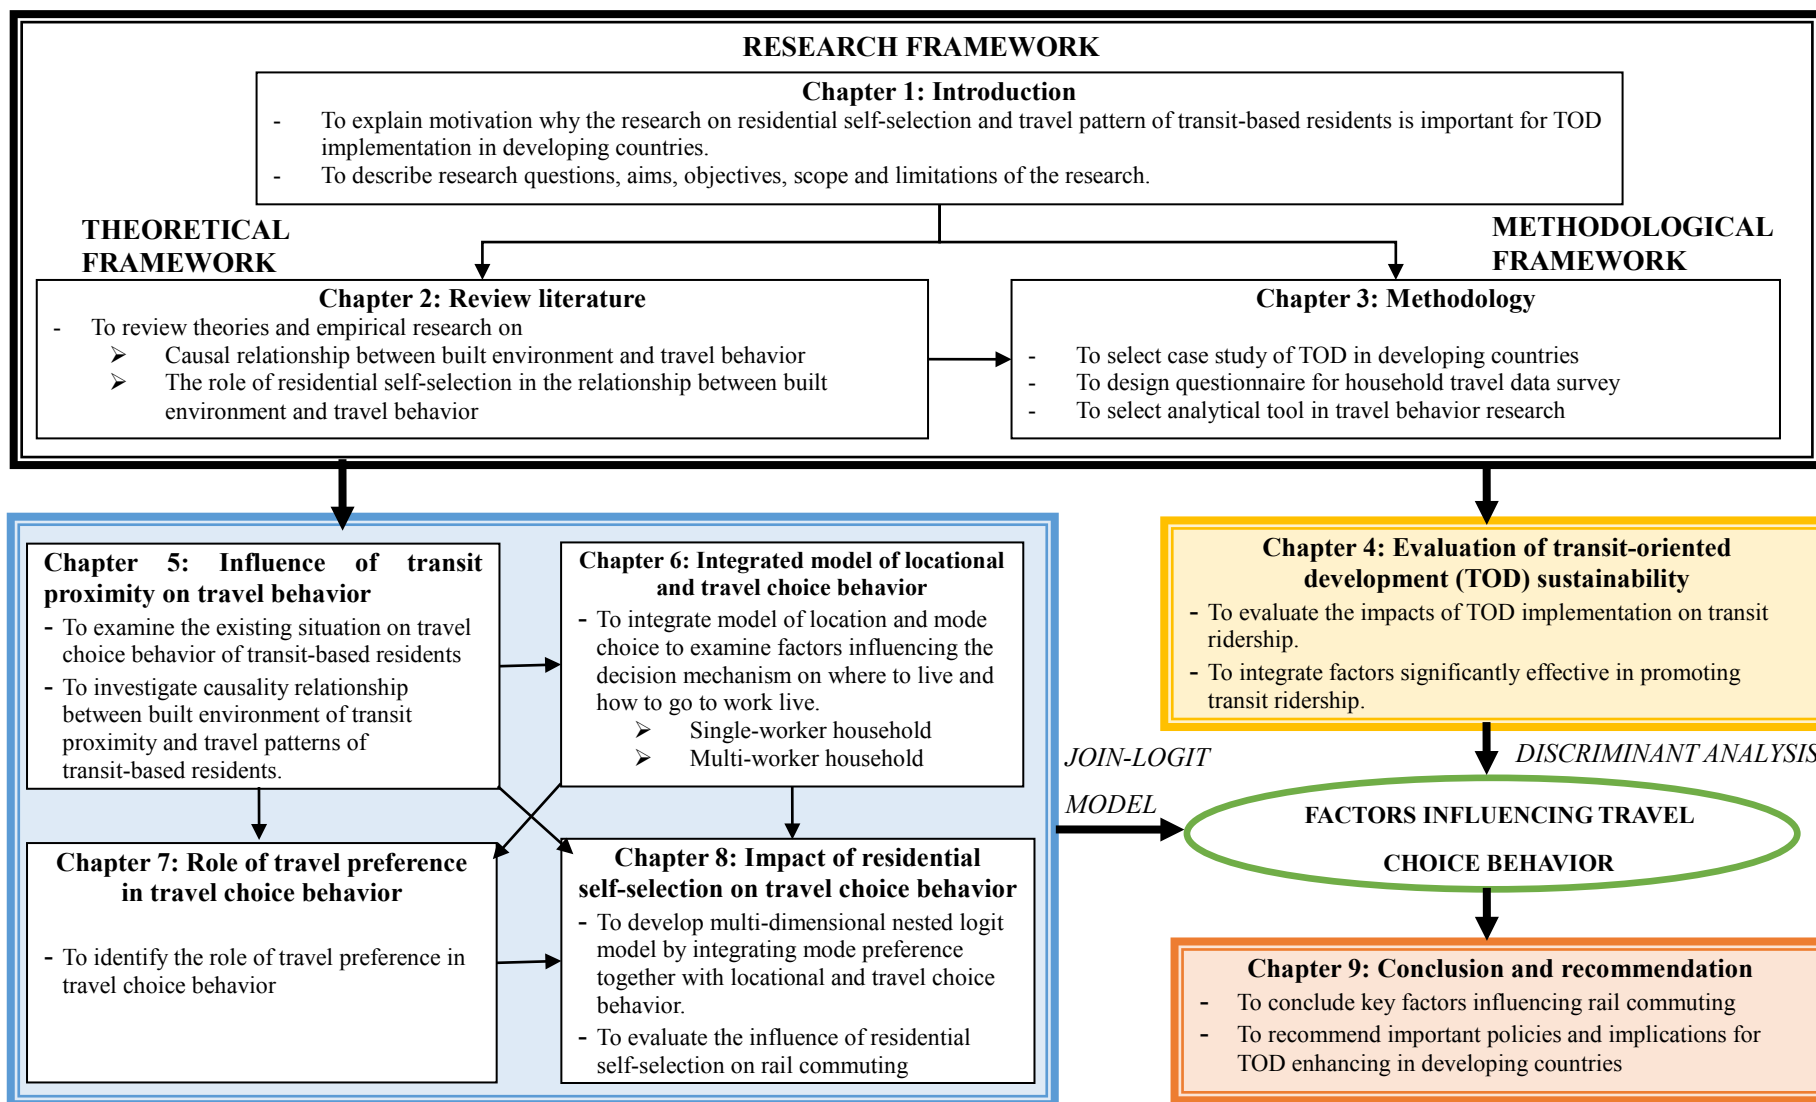 RESEARCH FRAMEWORK
Chapter 1: Introduction
- To explain motivation why the research on residential self-selection and travel pattern of transit-based residents is important for TOD
implementation in developing countries.
- To describe research questions, aims, objectives, scope and limitations of the research.
THEORETICAL
FRAMEWORK
METHODOLOGICAL
FRAMEWORK
Chapter 2: Review literature
- To review theories and empirical research on
➢ Causal relationship between built environment and travel behavior
➢ The role of residential self-selection in the relationship between built
environment and travel behavior
Chapter 3: Methodology
- To select case study of TOD in developing countries
- To design questionnaire for household travel data survey
- To select analytical tool in travel behavior research
Chapter 5: Influence of transit
proximity on travel behavior
- To examine the existing situation on travel
choice behavior of transit-based residents
- To investigate causality relationship
between built environment of transit
proximity and travel patterns of
transit-based residents.
Chapter 6: Integrated model of locational
and travel choice behavior
- To integrate model of location and mode
choice to examine factors influencing the
decision mechanism on where to live and
how to go to work live.
➢ Single-worker household
➢ Multi-worker household
Chapter 4: Evaluation of transit-oriented
development (TOD) sustainability
- To evaluate the impacts of TOD implementation on transit
ridership.
- To integrate factors significantly effective in promoting
transit ridership.
JOIN-LOGIT
MODEL
DISCRIMINANT ANALYSIS
FACTORS INFLUENCING TRAVEL
CHOICE BEHAVIOR
Chapter 7: Role of travel preference
in travel choice behavior
- To identify the role of travel preference in
travel choice behavior
Chapter 8: Impact of residential
self-selection on travel choice behavior
- To develop multi-dimensional nested logit
model by integrating mode preference
together with locational and travel choice
behavior.
- To evaluate the influence of residential
self-selection on rail commuting
Chapter 9: Conclusion and recommendation
- To conclude key factors influencing rail commuting
- To recommend important policies and implications for
TOD enhancing in developing countries